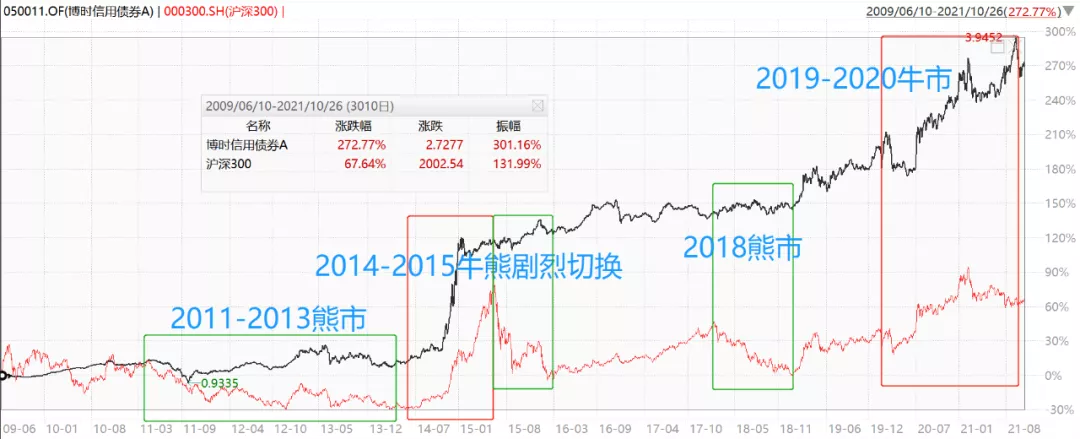 050011.OF(博时信用债券A) | 000300.SH(沪深300) |
2009/06/10-2021/10/26(272.77%)▼
300%
3.9452
2019-2020牛市
270%
2009/06/10-2021/10/26 (3010日)
240%
名称 涨跌幅 涨跌 振幅
博时信用债券A 272.77% 2.7277 301.16%
210%
沪深300 67.64% 2002.54 131.99%
180%
150%
2018熊市
120%
2014-2015牛熊剧烈切换
90%
60%
2011-2013熊市
30%
0%
0.9335
-30%
09-06 10-01 10-08 11-03 11-09 12-04 12-10 13-05 13-12 14-07 15-01 15-08 16-03 16-09 17-04 17-10 18-05 18-11 19-06 19-12 20-07 21-01 21-08